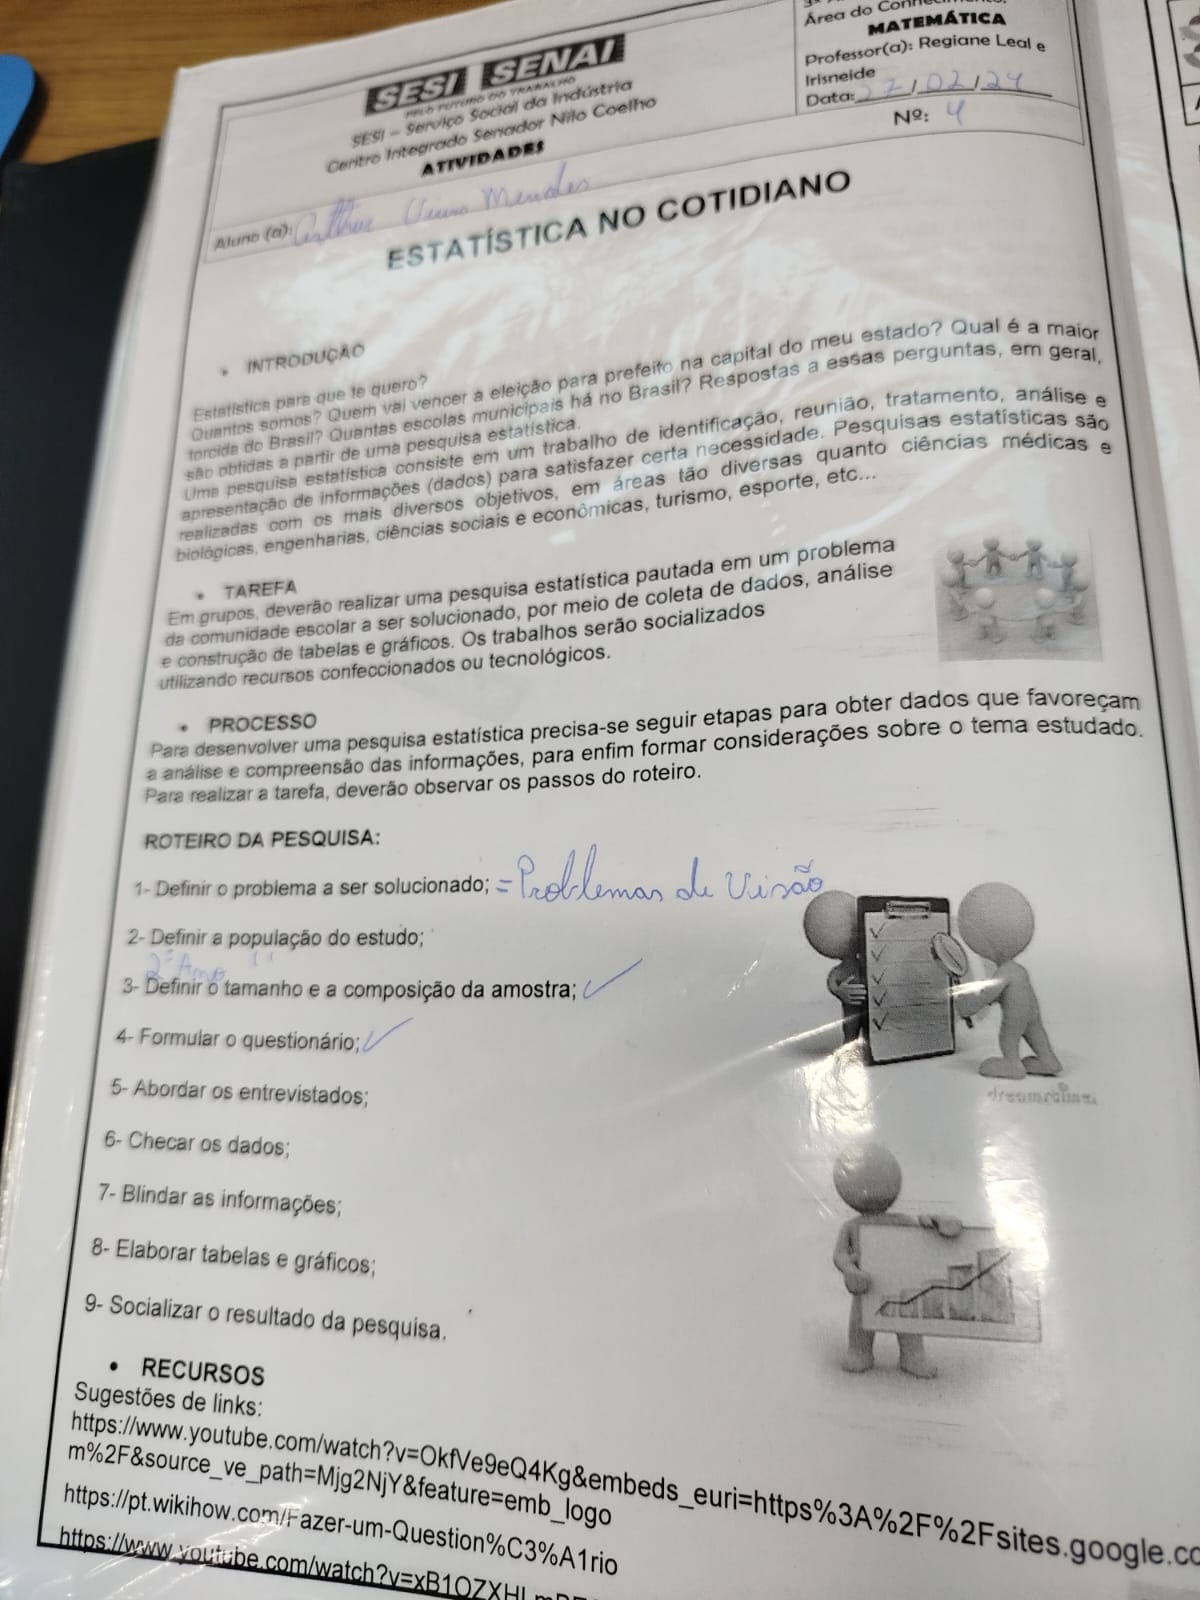 SESI SENAI
PELO FUTURO DO TRABALHO
SESI – Serviço Social da Indústria
Centro Integrado Senador Nilo Coelho
ATIVIDADES
Área do Conhecimento:
MATEMÁTICA
Professor(a): Regiane Leal e
Irisneide
Data: 27/02/24
Nº: 4
Aluno (a): Mendes
ESTATÍSTICA NO COTIDIANO
• INTRODUÇÃO
Estatística para que te quero?
Quantos somos? Quem vai vencer a eleição para prefeito na capital do meu estado? Qual é a maior
torcida do Brasil? Quantas escolas municipais há no Brasil? Respostas a essas perguntas, em geral,
são obtidas a partir de uma pesquisa estatística.
Uma pesquisa estatística consiste em um trabalho de identificação, reunião, tratamento, análise e
apresentação de informações (dados) para satisfazer certa necessidade. Pesquisas estatísticas são
realizadas com os mais diversos objetivos, em áreas tão diversas quanto ciências médicas e
biológicas, engenharias, ciências sociais e econômicas, turismo, esporte, etc...
• TAREFA
Em grupos, deverão realizar uma pesquisa estatística pautada em um problema
da comunidade escolar a ser solucionado, por meio de coleta de dados, análise
e construção de tabelas e gráficos. Os trabalhos serão socializados
utilizando recursos confeccionados ou tecnológicos.
• PROCESSO
Para desenvolver uma pesquisa estatística precisa-se seguir etapas para obter dados que favoreçam
a análise e compreensão das informações, para enfim formar considerações sobre o tema estudado.
Para realizar a tarefa, deverão observar os passos do roteiro.
ROTEIRO DA PESQUISA:
1- Definir o problema a ser solucionado; = Problemas de Visão
2- Definir a população do estudo;
2º Ano
3- Definir o tamanho e a composição da amostra; ✓
4- Formular o questionário; ✓
5- Abordar os entrevistados;
6- Checar os dados;
7- Blindar as informações;
8- Elaborar tabelas e gráficos;
9- Socializar o resultado da pesquisa.
dreamstime
• RECURSOS
Sugestões de links:
https://www.youtube.com/watch?v=OkfVe9eQ4Kg&embeds_euri=https%3A%2F%2Fsites.google.co
m%2F&source_ve_path=Mjg2NjY&feature=emb_logo
https://pt.wikihow.com/Fazer-um-Question%C3%A1rio
https://www.youtube.com/watch?v=xB1OZXHL